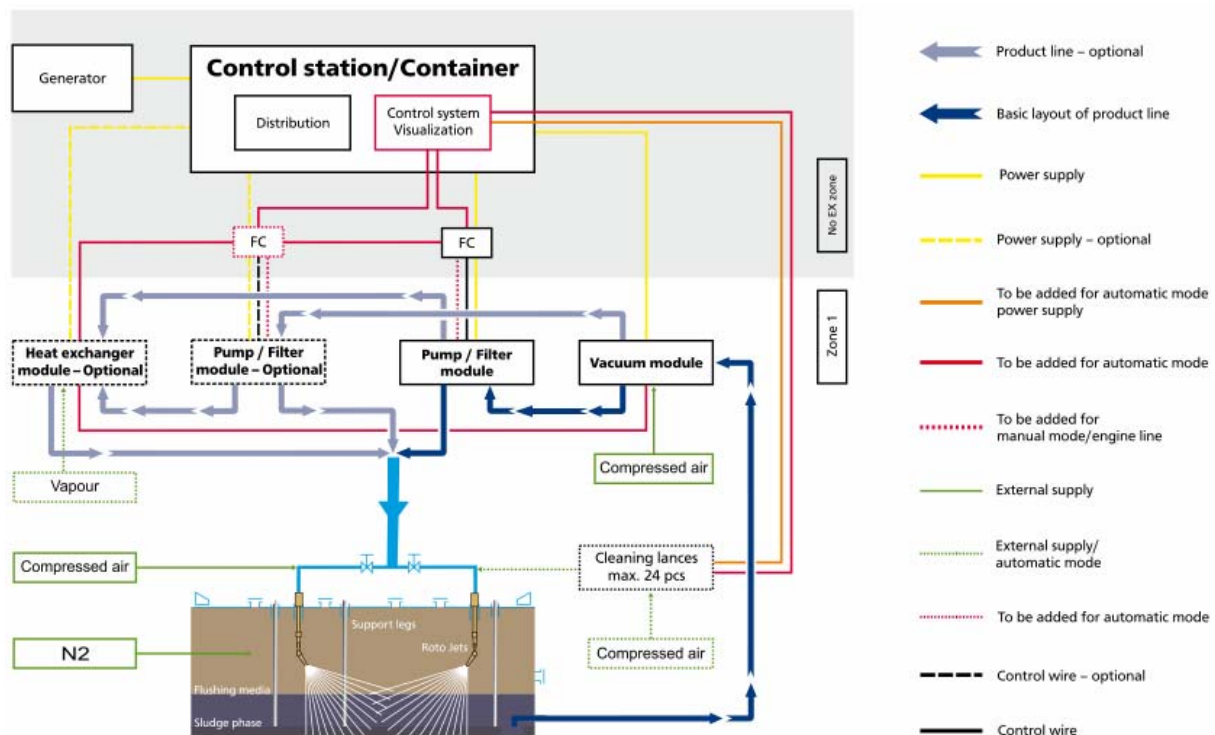 Control station/Container
Generator
Distribution
Control system
Visualization
FC
FC
No EX zone
Zone 1
Heat exchanger
module – Optional
Pump / Filter
module – Optional
Pump / Filter
module
Vacuum module
Vapour
Compressed air
Compressed air
Cleaning lances
max. 24 pcs
Compressed air
N2
Support legs
Roto Jets
Flushing media
Sludge phase
Product line – optional
Basic layout of product line
Power supply
Power supply – optional
To be added for automatic mode
power supply
To be added for automatic mode
To be added for
manual mode/engine line
External supply
External supply/
automatic mode
To be added for automatic mode
Control wire – optional
Control wire